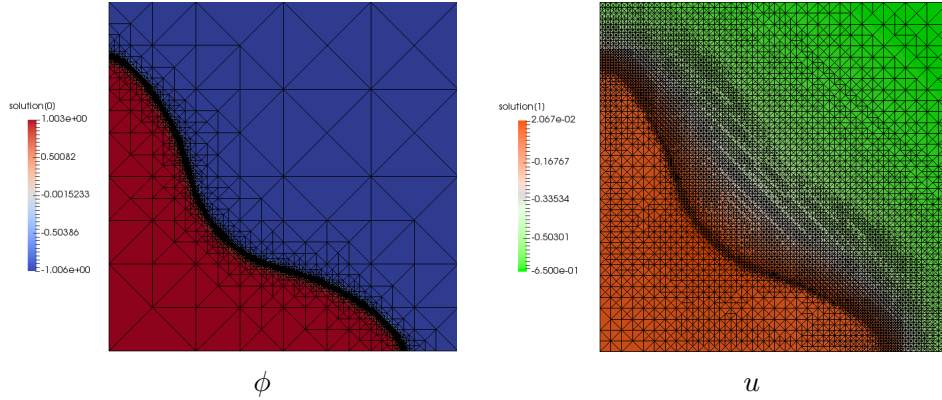 solution(0)
1.003e+00
0.50082
-0.0015233
-0.50386
-1.006e+00
ϕ
solution(1)
2.067e-02
-0.16767
-0.33534
-0.50301
-6.500e-01
u